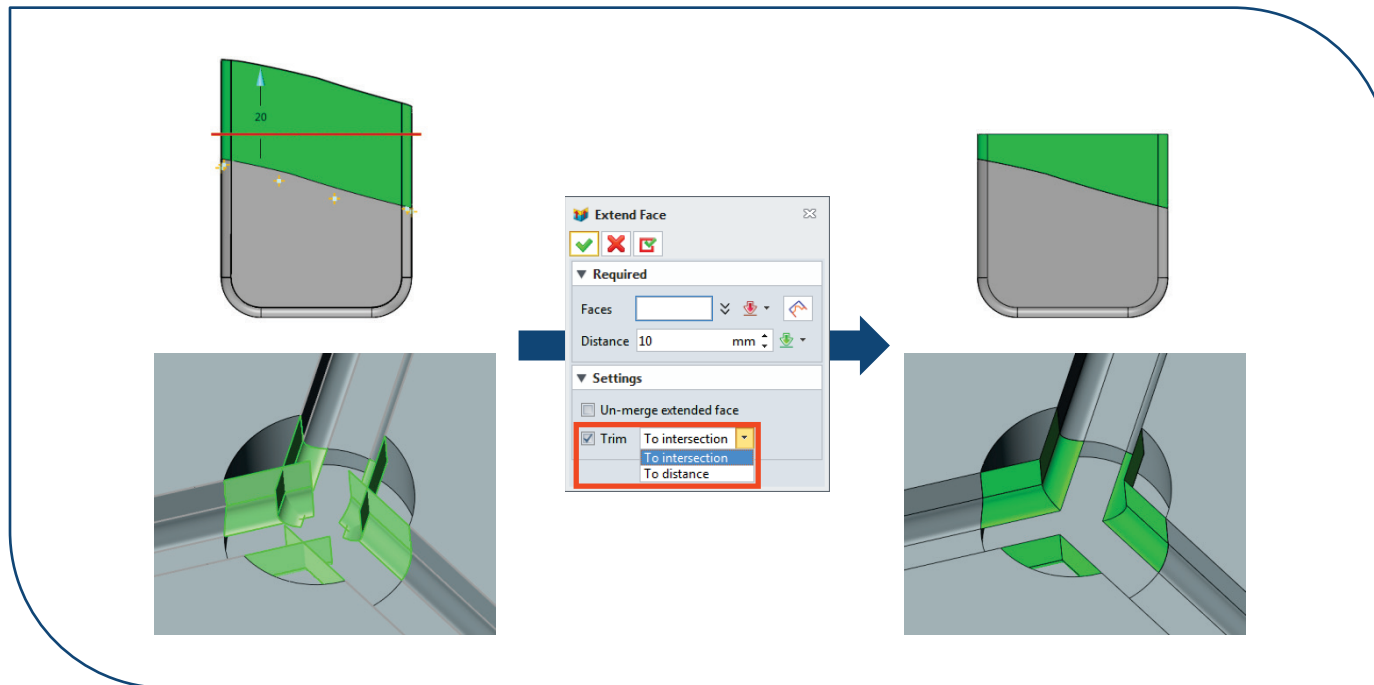 20
Extend Face
Required
Faces
Distance 10 mm
Settings
Un-merge extended face
Trim To intersection
To intersection
To distance